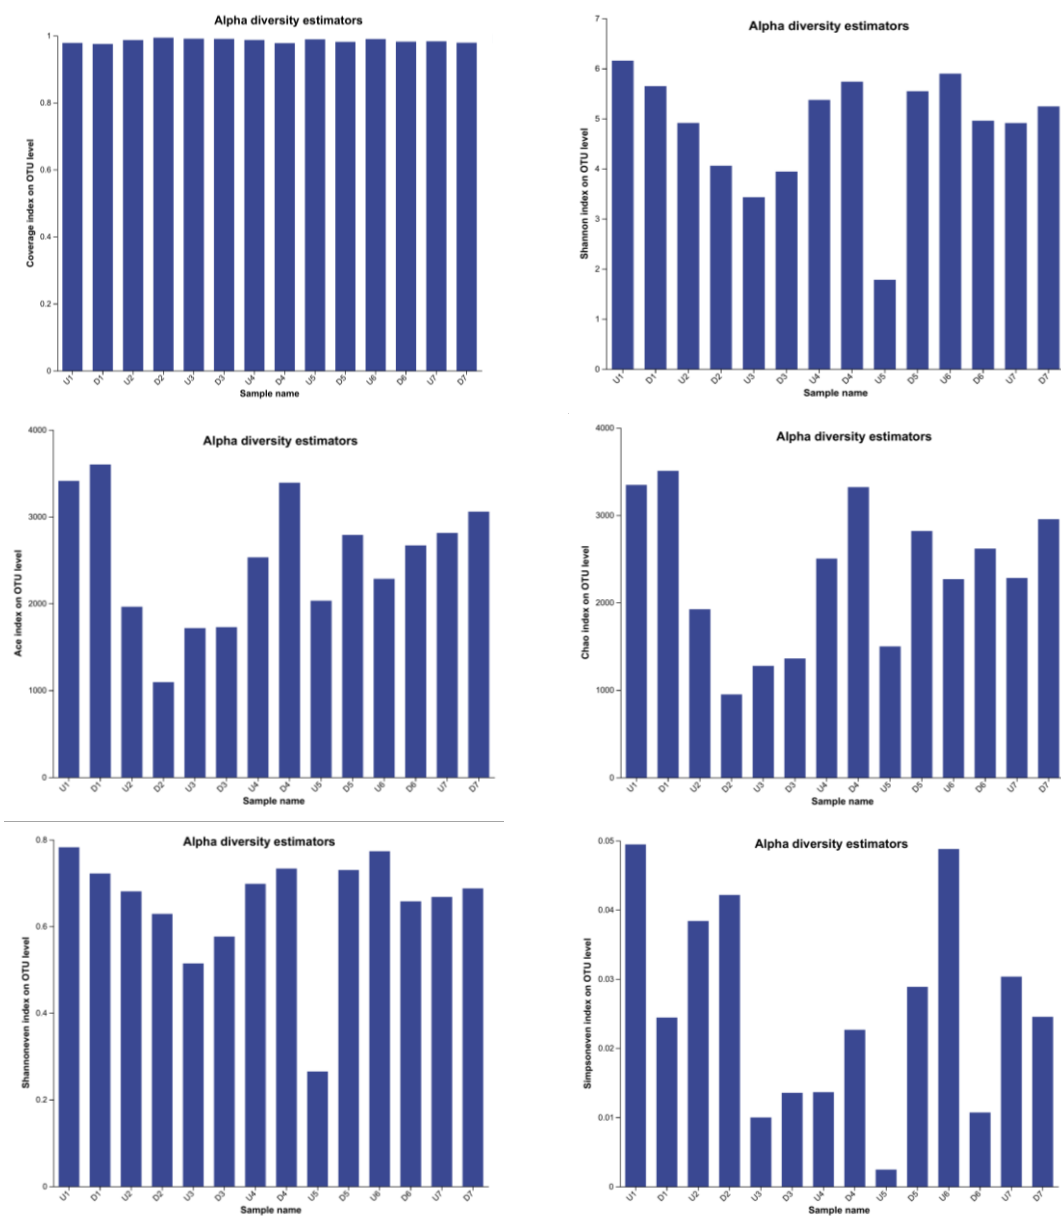 Alpha diversity estimators
Coverage index on OTU level
1
0.8
0.6
0.4
0.2
0
U1 D1 U2 D2 U3 D3 U4 D4 U5 D5 U6 D6 U7 D7
Sample name
Alpha diversity estimators
Shannon index on OTU level
7
6
5
4
3
2
1
0
U1 D1 U2 D2 U3 D3 U4 D4 U5 D5 U6 D6 U7 D7
Sample name
Alpha diversity estimators
Ace index on OTU level
4000
3000
2000
1000
0
U1 D1 U2 D2 U3 D3 U4 D4 U5 D5 U6 D6 U7 D7
Sample name
Alpha diversity estimators
Chao index on OTU level
4000
3000
2000
1000
0
U1 D1 U2 D2 U3 D3 U4 D4 U5 D5 U6 D6 U7 D7
Sample name
Alpha diversity estimators
Shannoneven index on OTU level
0.8
0.6
0.4
0.2
0
U1 D1 U2 D2 U3 D3 U4 D4 U5 D5 U6 D6 U7 D7
Sample name
Alpha diversity estimators
Simpsoneven index on OTU level
0.05
0.04
0.03
0.02
0.01
0
U1 D1 U2 D2 U3 D3 U4 D4 U5 D5 U6 D6 U7 D7
Sample name